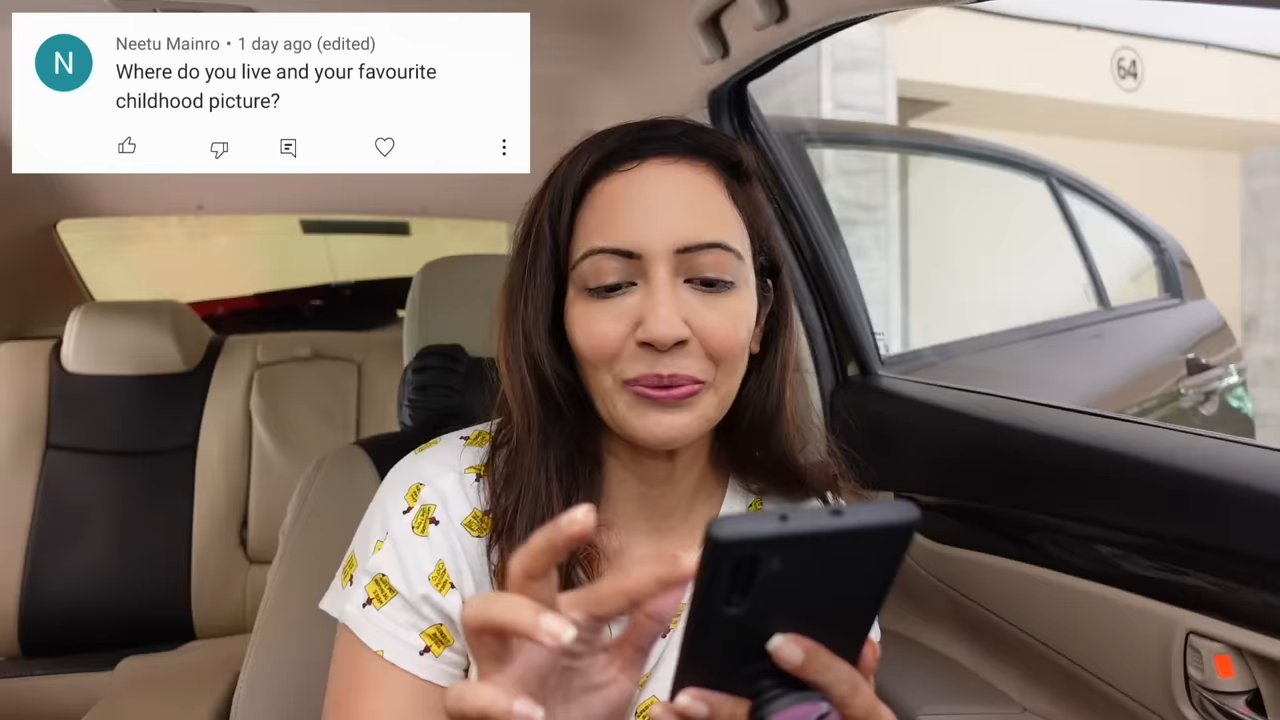 N
Neetu Mainro • 1 day ago (edited)
Where do you live and your favourite
childhood picture?
64